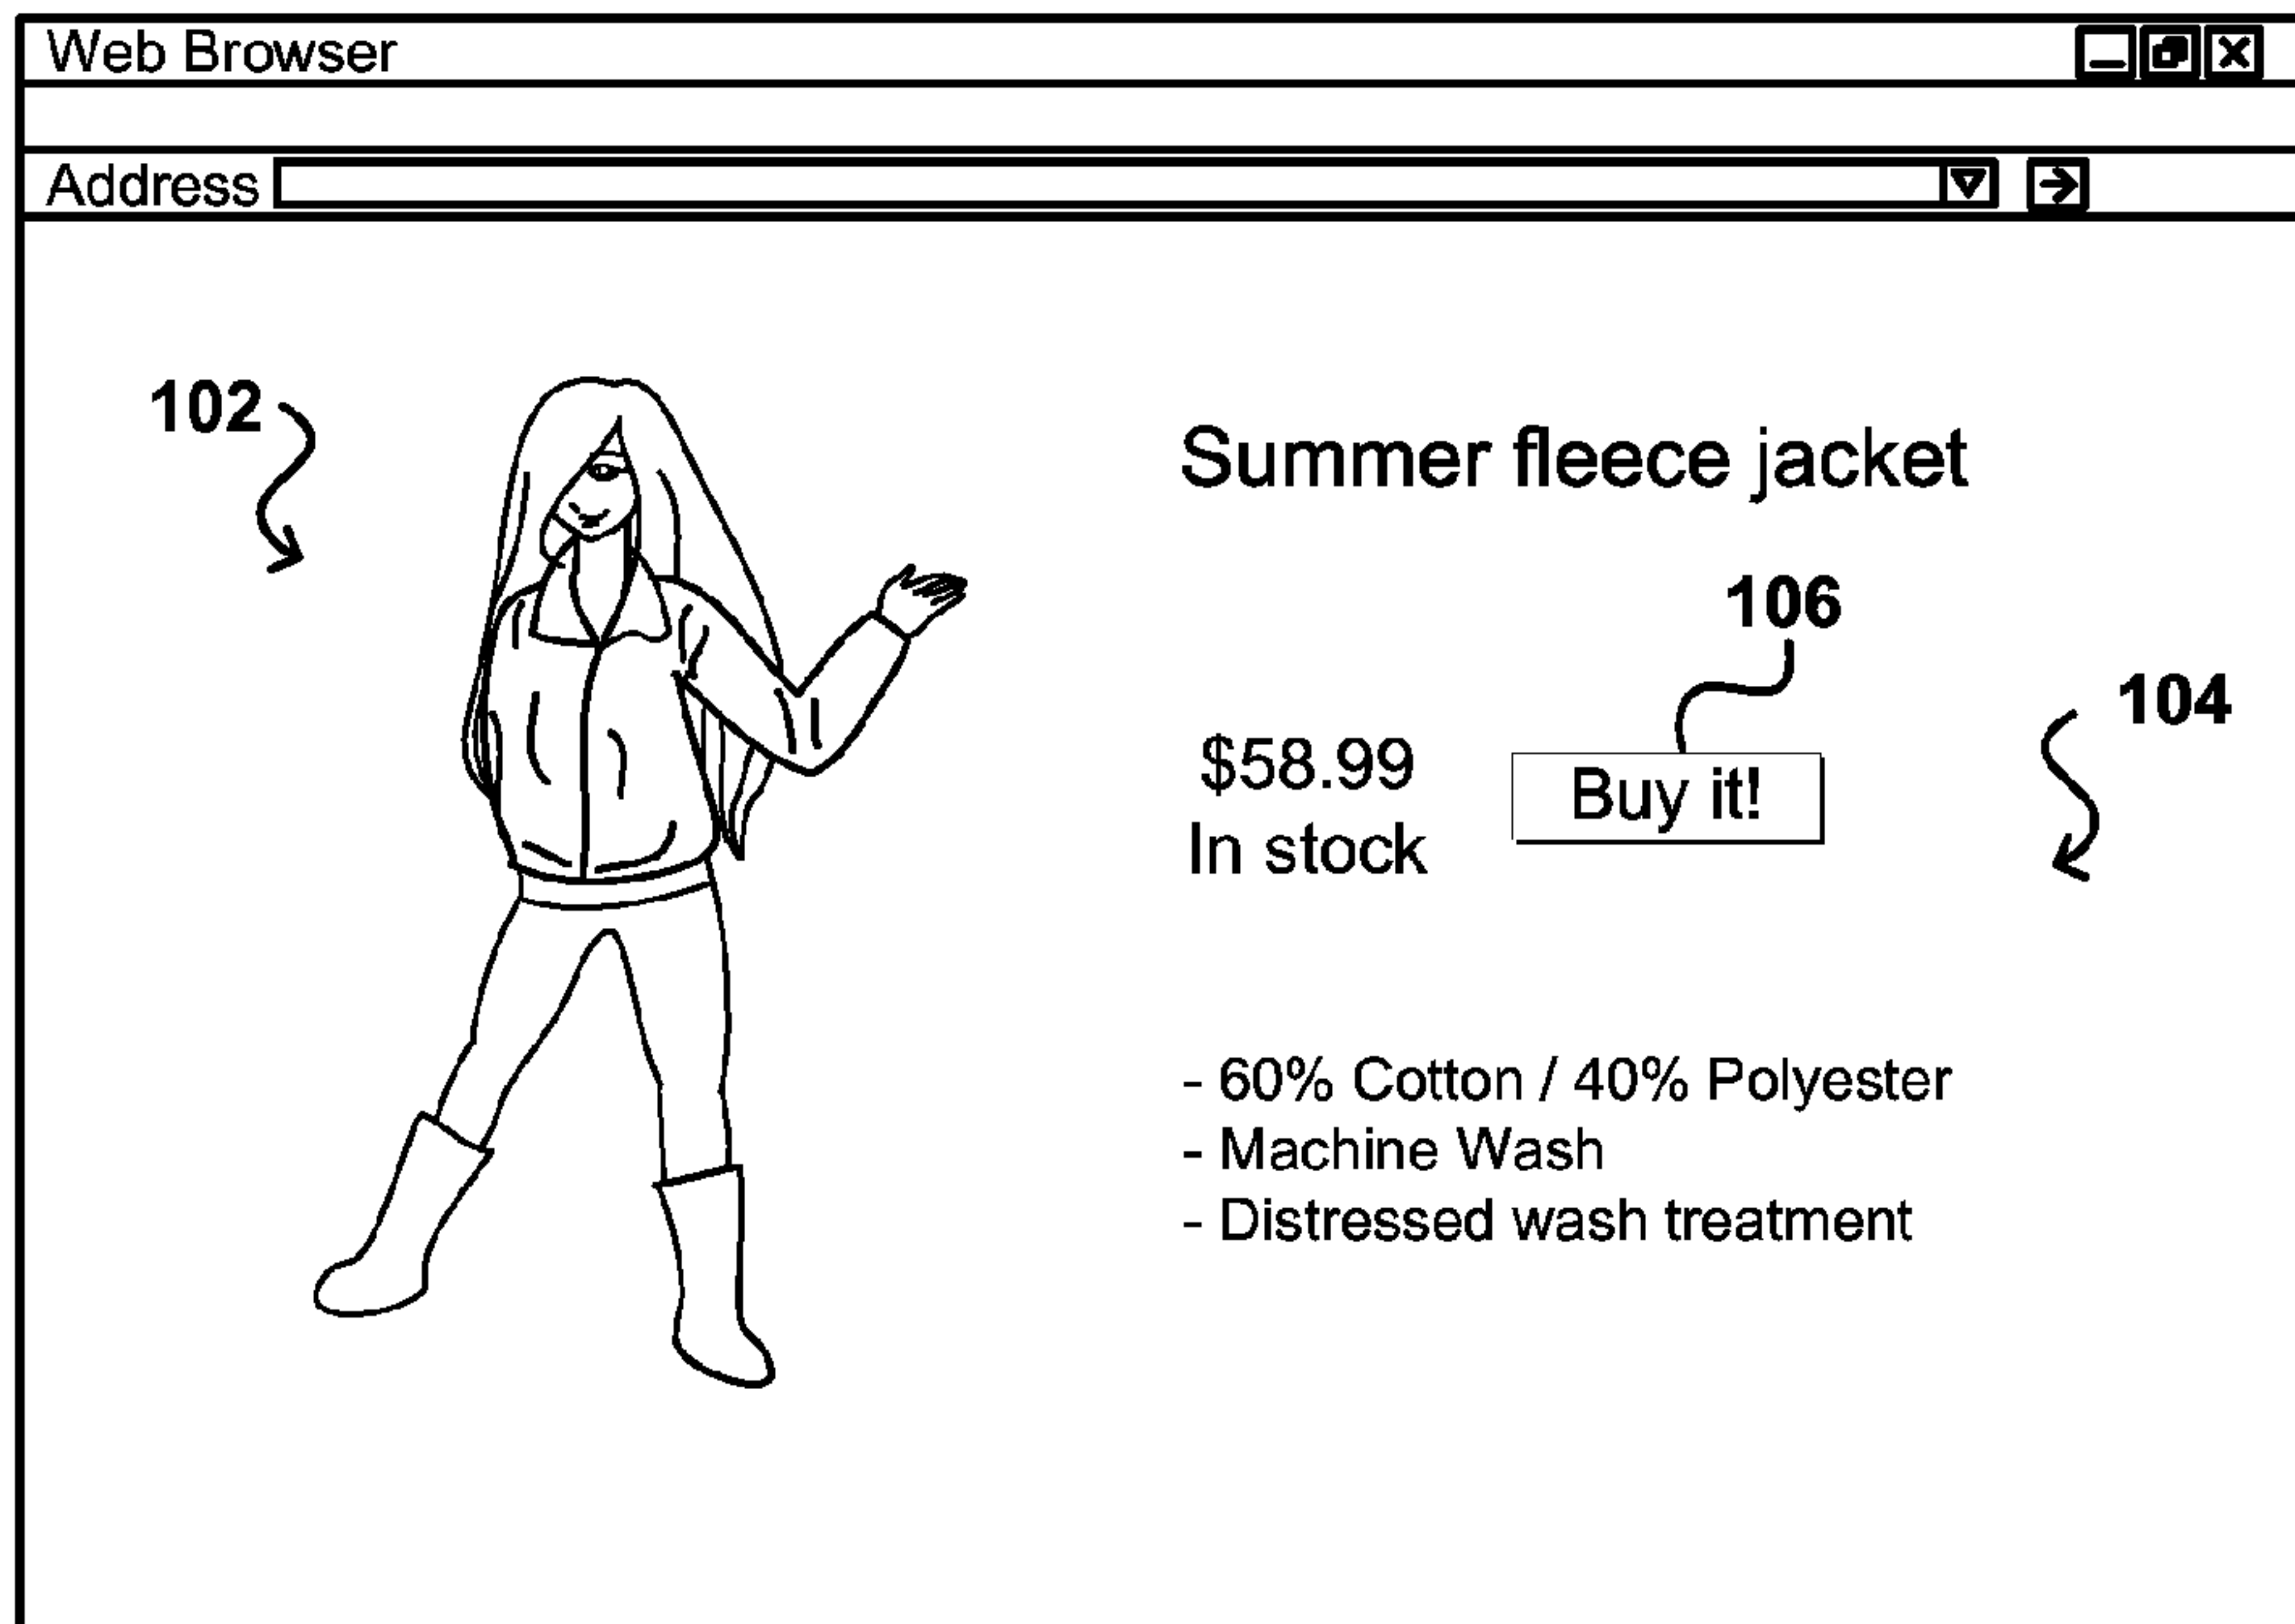 Web Browser
Address
102
Summer fleece jacket
106
104
$58.99
Buy it!
In stock
- 60% Cotton / 40% Polyester
- Machine Wash
- Distressed wash treatment